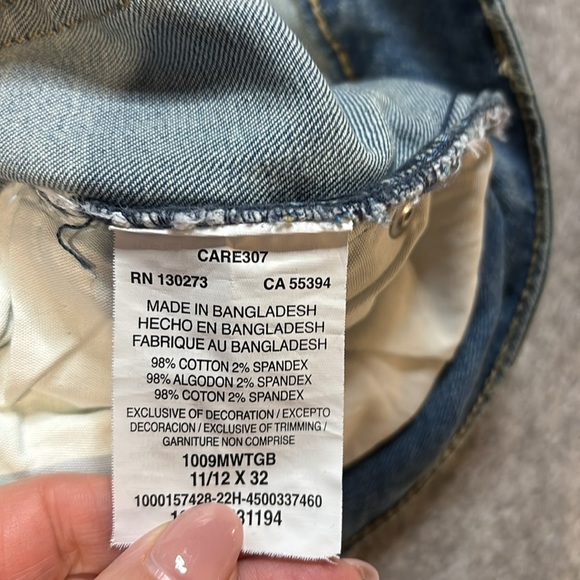 CARE307
RN 130273 CA 55394
MADE IN BANGLADESH
HECHO EN BANGLADESH
FABRIQUE AU BANGLADESH
98% COTTON 2% SPANDEX
98% ALGODON 2% SPANDEX
98% COTON 2% SPANDEX
EXCLUSIVE OF DECORATION / EXCEPTO
DECORACION / EXCLUSIVE OF TRIMMING /
GARNITURE NON COMPRISE
1009MWTGB
11/12 X 32
1000157428-22H-4500337460